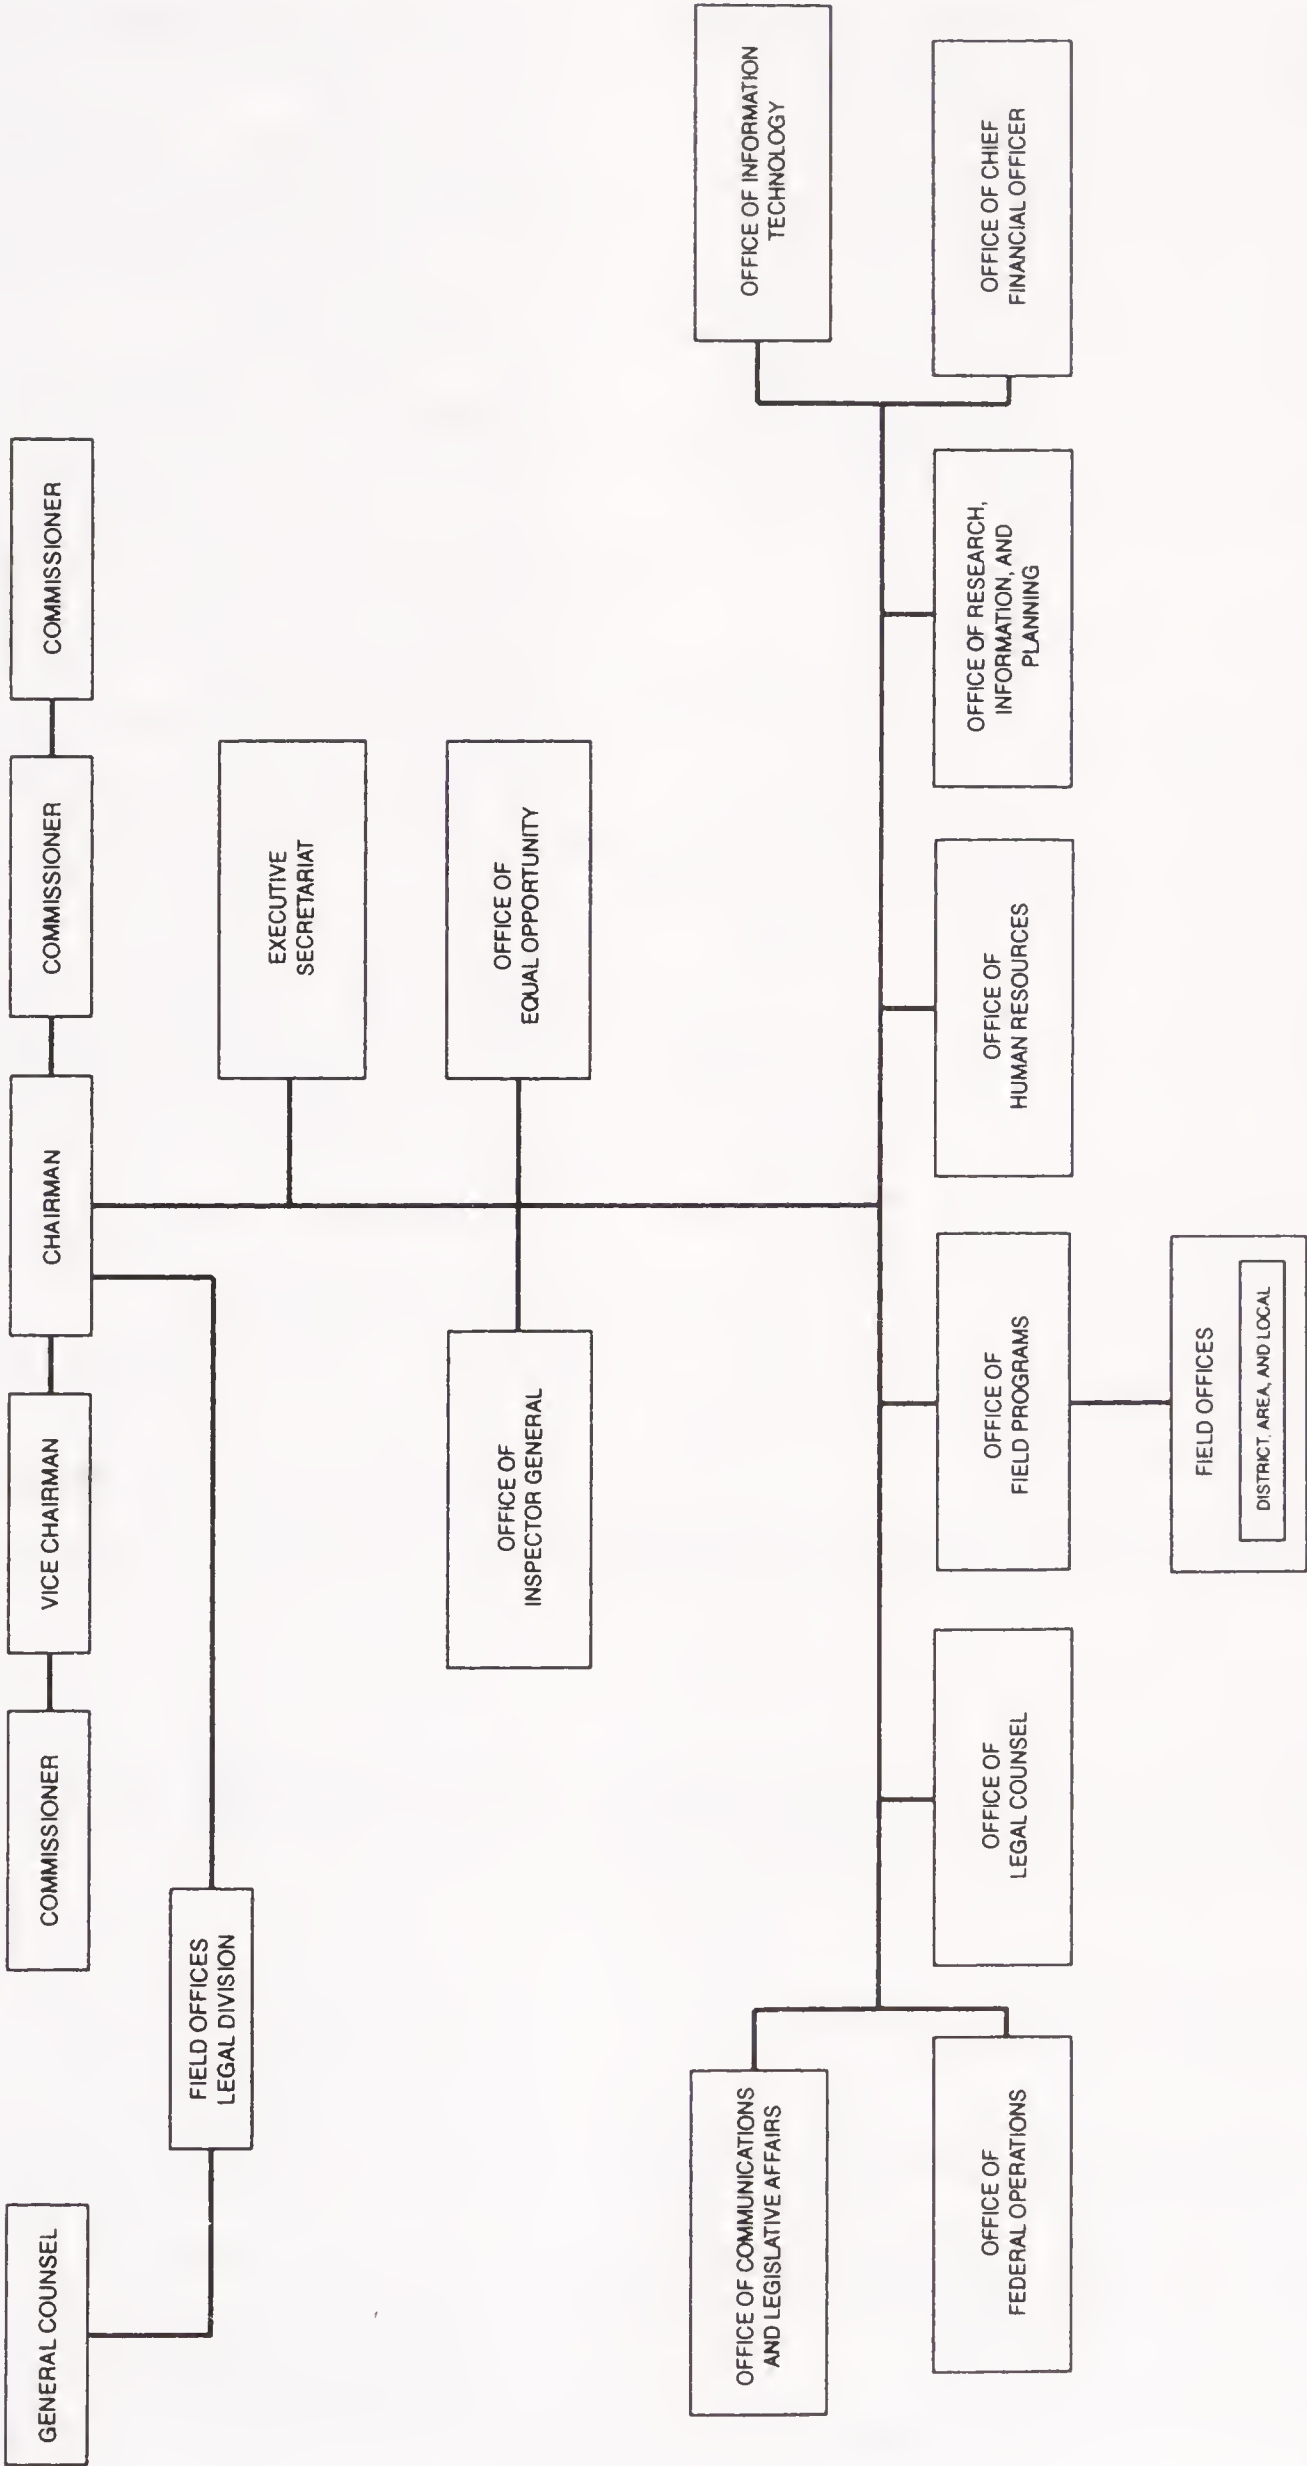 GENERAL COUNSEL
COMMISSIONER
VICE CHAIRMAN
CHAIRMAN
COMMISSIONER
COMMISSIONER
FIELD OFFICES
LEGAL DIVISION
EXECUTIVE
SECRETARIAT
OFFICE OF
INSPECTOR GENERAL
OFFICE OF
EQUAL OPPORTUNITY
OFFICE OF COMMUNICATIONS
AND LEGISLATIVE AFFAIRS
OFFICE OF INFORMATION
TECHNOLOGY
OFFICE OF
FEDERAL OPERATIONS
OFFICE OF
LEGAL COUNSEL
OFFICE OF
FIELD PROGRAMS
OFFICE OF
HUMAN RESOURCES
OFFICE OF RESEARCH,
INFORMATION, AND
PLANNING
OFFICE OF CHIEF
FINANCIAL OFFICER
FIELD OFFICES
DISTRICT, AREA, AND LOCAL